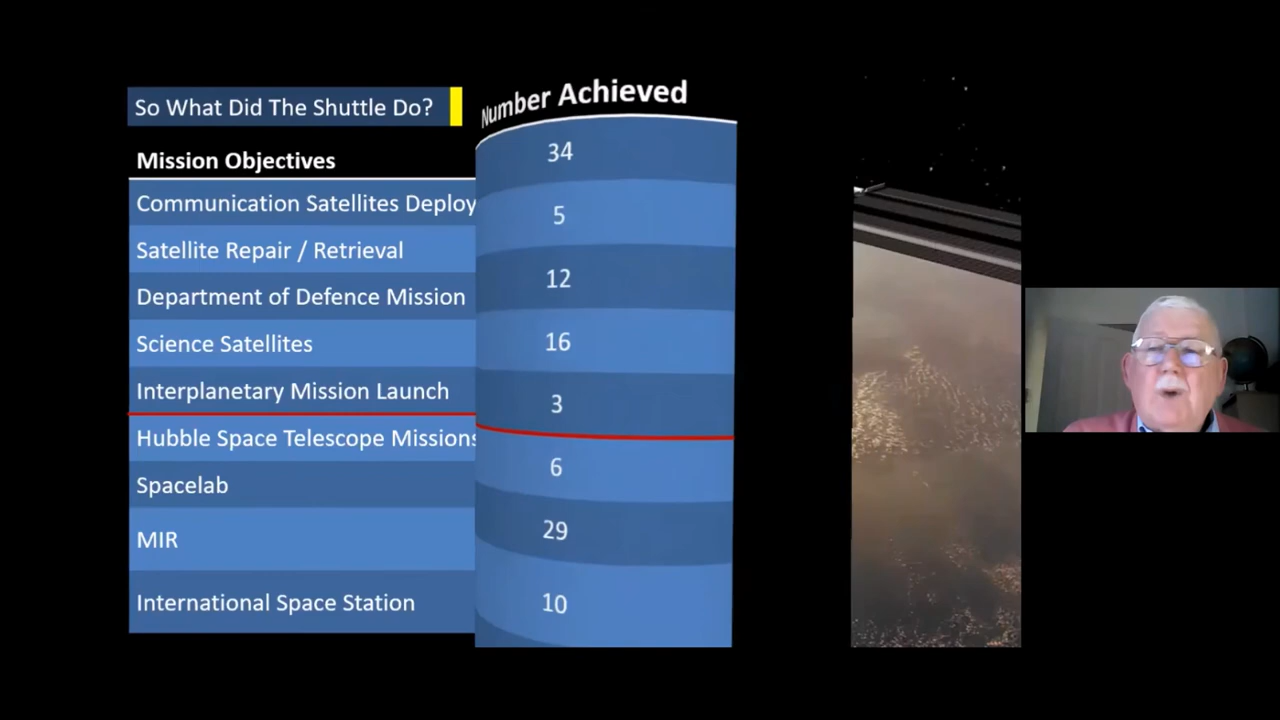 So What Did The Shuttle Do?
Mission Objectives
Number Achieved
Communication Satellites Deploy
34
Satellite Repair / Retrieval
5
Department of Defence Mission
12
Science Satellites
16
Interplanetary Mission Launch
3
Hubble Space Telescope Missions
6
Spacelab
29
MIR
10
International Space Station